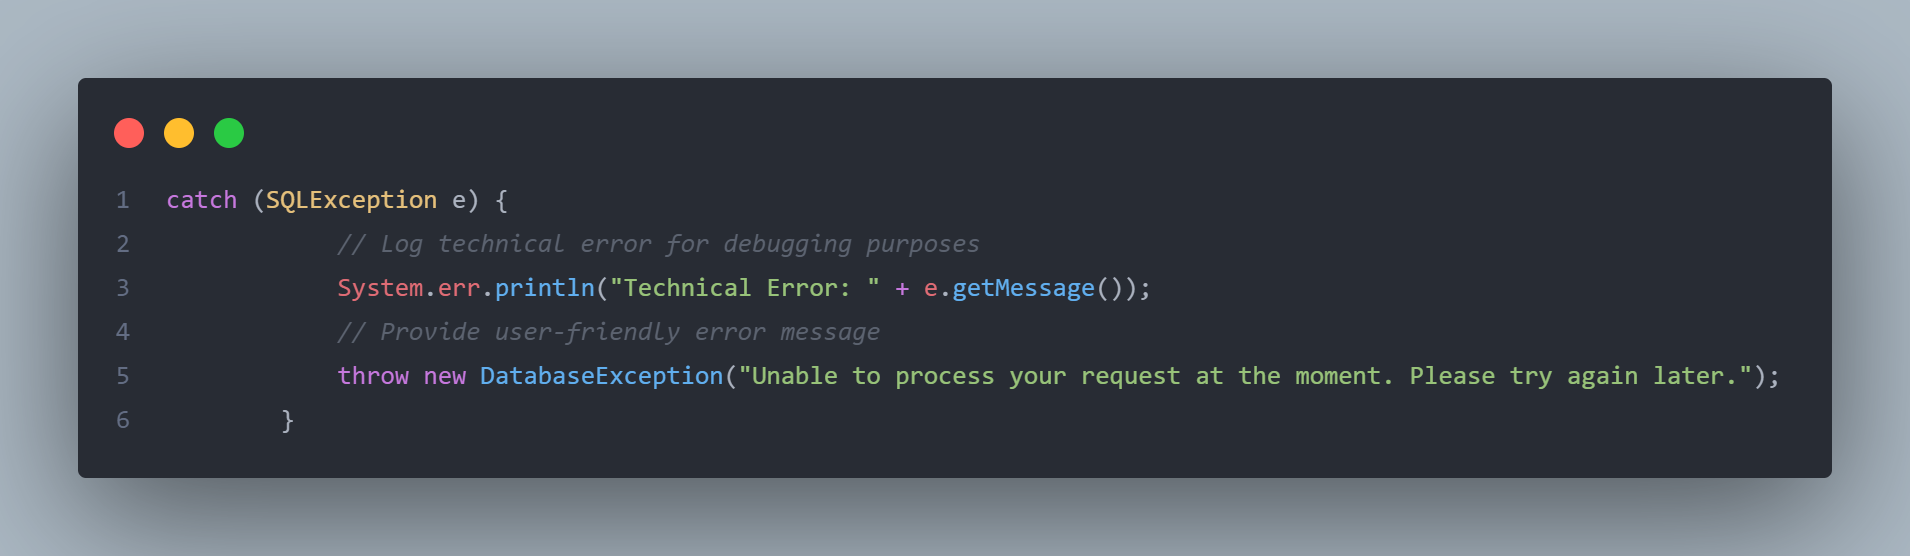 1 catch (SQLException e) {
2 // Log technical error for debugging purposes
3 System.err.println("Technical Error: " + e.getMessage());
4 // Provide user-friendly error message
5 throw new DatabaseException("Unable to process your request at the moment. Please try again later.");
6 }